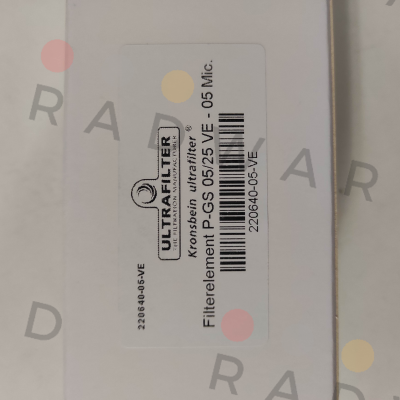 ULTRAFILTER
THE FILTRATION MANUFACTURER
Kronsbein ultrafilter ®
Filterelement P-GS 05/25 VE - 05 Mic.
220640-05-VE
220640-05-VE
RADWAR
RADWAR